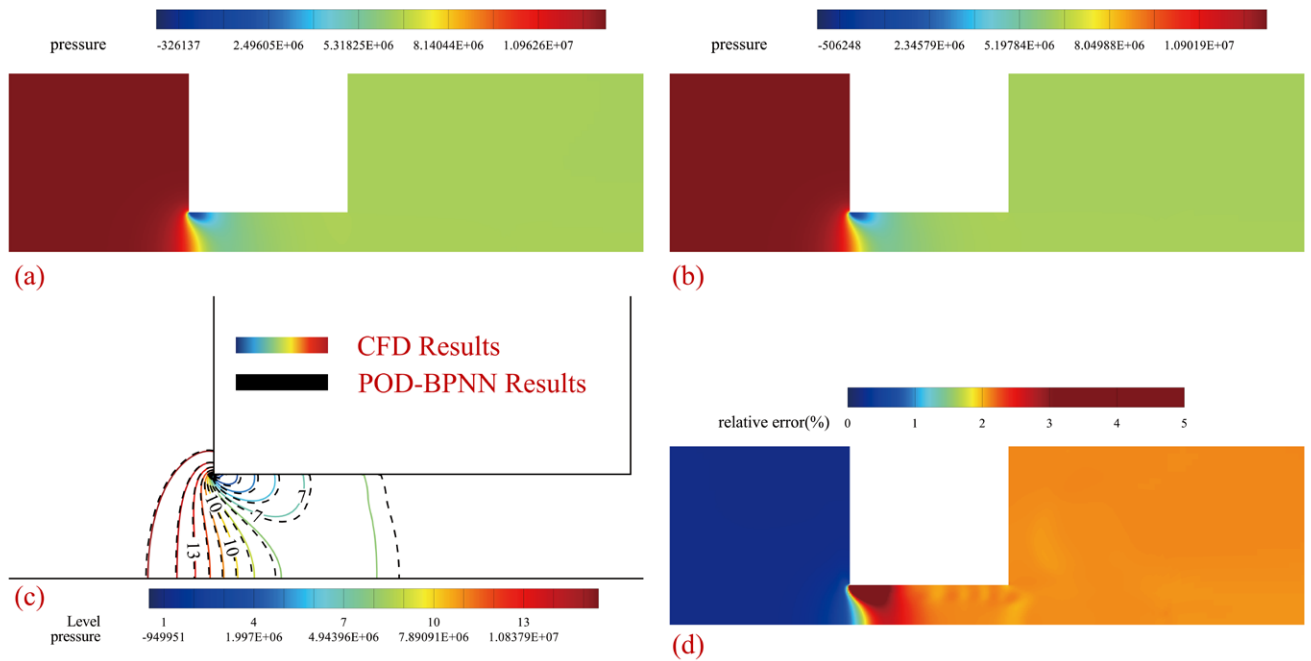 pressure
-326137 2.49605E+06 5.31825E+06 8.14044E+06 1.09626E+07
(a)
pressure
-506248 2.34579E+06 5.19784E+06 8.04988E+06 1.09019E+07
(b)
CFD Results
POD-BPNN Results
7
7
10
10
13
(c)
Level 1 4 7 10 13
pressure
-949951 1.997E+06 4.94396E+06 7.89091E+06 1.08379E+07
relative error(%) 0 1 2 3 4 5
(d)